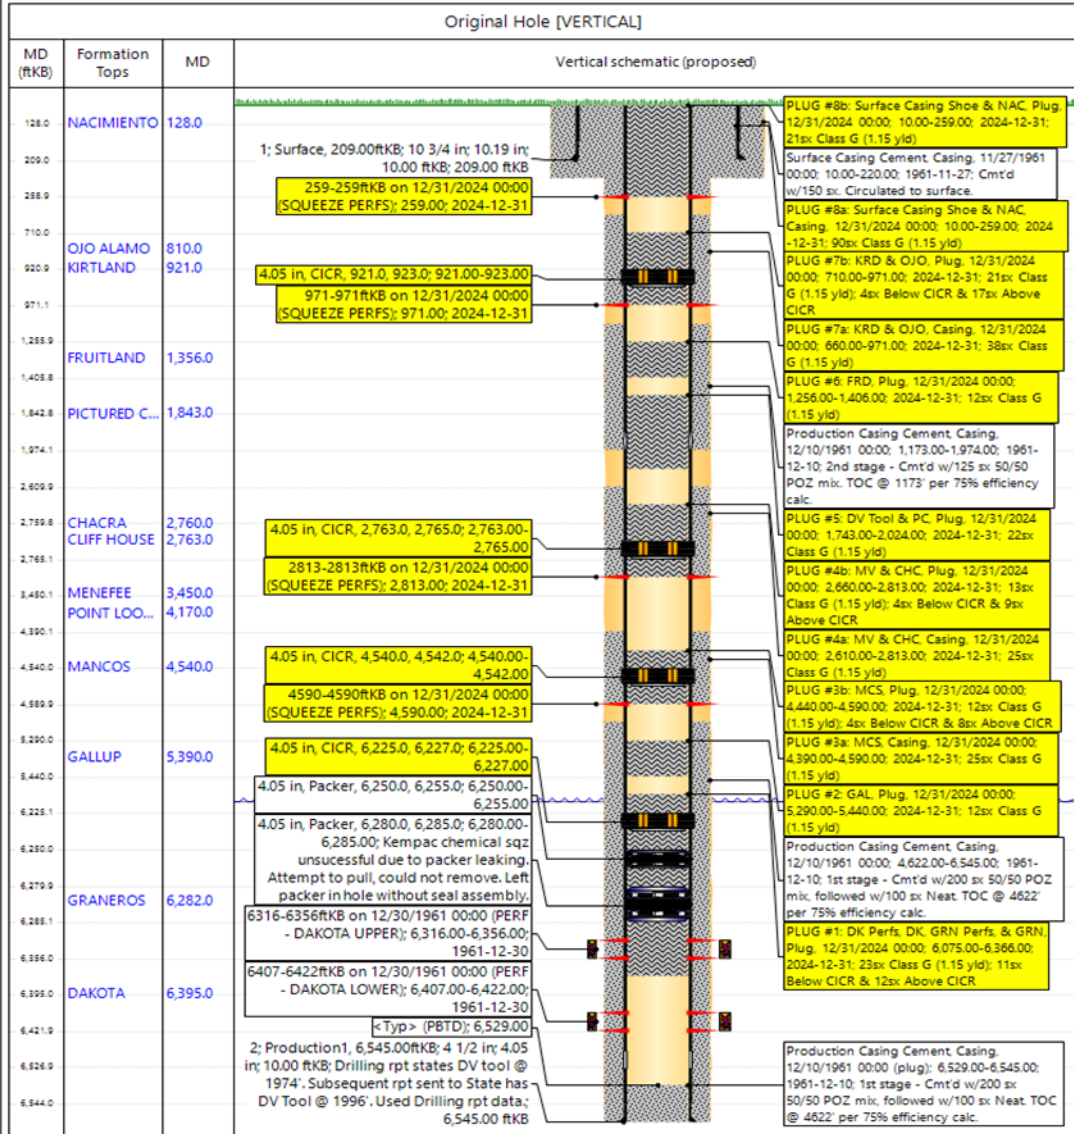 Original Hole [VERTICAL]
MD
(ftKB)
Formation
Tops
MD
Vertical schematic (proposed)
128.0
209.0
258.9
710.0
920.9
971.1
1,255.9
1,405.8
1,842.8
1,974.1
2,609.9
2,759.8
2,765.1
3,450.1
4,390.1
4,540.0
4,589.9
5,290.0
5,440.0
6,225.1
6,250.0
6,279.9
6,285.1
6,356.0
6,395.0
6,421.9
6,526.9
6,544.0
NACIMIENTO 128.0
OJO ALAMO 810.0
KIRTLAND 921.0
FRUITLAND 1,356.0
PICTURED C... 1,843.0
CHACRA 2,760.0
CLIFF HOUSE 2,763.0
MENEFEE 3,450.0
POINT LOO... 4,170.0
MANCOS 4,540.0
GALLUP 5,390.0
GRANEROS 6,282.0
DAKOTA 6,395.0
1; Surface, 209.00ftKB; 10 3/4 in; 10.19 in;
10.00 ftKB; 209.00 ftKB
259-259ftKB on 12/31/2024 00:00
(SQUEEZE PERFS); 259.00; 2024-12-31
4.05 in, CICR, 921.0, 923.0; 921.00-923.00
971-971ftKB on 12/31/2024 00:00
(SQUEEZE PERFS); 971.00; 2024-12-31
4.05 in, CICR, 2,763.0, 2,765.0; 2,763.00-
2,765.00
2813-2813ftKB on 12/31/2024 00:00
(SQUEEZE PERFS); 2,813.00; 2024-12-31
4.05 in, CICR, 4,540.0, 4,542.0; 4,540.00-
4,542.00
4590-4590ftKB on 12/31/2024 00:00
(SQUEEZE PERFS); 4,590.00; 2024-12-31
4.05 in, CICR, 6,225.0, 6,227.0; 6,225.00-
6,227.00
4.05 in, Packer, 6,250.0, 6,255.0; 6,250.00-
6,255.00
4.05 in, Packer, 6,280.0, 6,285.0; 6,280.00-
6,285.00; Kempac chemical sqz
unsucessful due to packer leaking.
Attempt to pull, could not remove. Left
packer in hole without seal assembly.
6316-6356ftKB on 12/30/1961 00:00 (PERF
- DAKOTA UPPER); 6,316.00-6,356.00;
1961-12-30
6407-6422ftKB on 12/30/1961 00:00 (PERF
- DAKOTA LOWER); 6,407.00-6,422.00;
1961-12-30
<Typ> (PBTD); 6,529.00
2; Production1, 6,545.00ftKB; 4 1/2 in; 4.05
in; 10.00 ftKB; Drilling rpt states DV tool @
1974'. Subsequent rpt sent to State has
DV Tool @ 1996'. Used Drilling rpt data.;
6,545.00 ftKB
PLUG #8b: Surface Casing Shoe & NAC, Plug,
12/31/2024 00:00; 10.00-259.00; 2024-12-31;
21sx Class G (1.15 yld)
Surface Casing Cement, Casing, 11/27/1961
00:00; 10.00-220.00; 1961-11-27; Cmt'd
w/150 sx. Circulated to surface.
PLUG #8a: Surface Casing Shoe & NAC,
Casing, 12/31/2024 00:00; 10.00-259.00; 2024
-12-31; 90sx Class G (1.15 yld)
PLUG #7b: KRD & OJO, Plug, 12/31/2024
00:00; 710.00-971.00; 2024-12-31; 21sx Class
G (1.15 yld); 4sx Below CICR & 17sx Above
CICR
PLUG #7a: KRD & OJO, Casing, 12/31/2024
00:00; 660.00-971.00; 2024-12-31; 38sx Class
G (1.15 yld)
PLUG #6: FRD, Plug, 12/31/2024 00:00;
1,256.00-1,406.00; 2024-12-31; 12sx Class G
(1.15 yld)
Production Casing Cement, Casing,
12/10/1961 00:00; 1,173.00-1,974.00; 1961-
12-10; 2nd stage - Cmt'd w/125 sx 50/50
POZ mix. TOC @ 1173' per 75% efficiency
calc.
PLUG #5: DV Tool & PC, Plug, 12/31/2024
00:00; 1,743.00-2,024.00; 2024-12-31; 22sx
Class G (1.15 yld)
PLUG #4b: MV & CHC, Plug, 12/31/2024
00:00; 2,660.00-2,813.00; 2024-12-31; 13sx
Class G (1.15 yld); 4sx Below CICR & 9sx
Above CICR
PLUG #4a: MV & CHC, Casing, 12/31/2024
00:00; 2,610.00-2,813.00; 2024-12-31; 25sx
Class G (1.15 yld)
PLUG #3b: MCS, Plug, 12/31/2024 00:00;
4,440.00-4,590.00; 2024-12-31; 12sx Class G
(1.15 yld); 4sx Below CICR & 8sx Above CICR
PLUG #3a: MCS, Casing, 12/31/2024 00:00;
4,390.00-4,590.00; 2024-12-31; 25sx Class G
(1.15 yld)
PLUG #2: GAL, Plug, 12/31/2024 00:00;
5,290.00-5,440.00; 2024-12-31; 12sx Class G
(1.15 yld)
Production Casing Cement, Casing,
12/10/1961 00:00; 4,622.00-6,545.00; 1961-
12-10; 1st stage - Cmt'd w/200 sx 50/50 POZ
mix, followed w/100 sx Neat. TOC @ 4622'
per 75% efficiency calc.
PLUG #1: DK Perfs, DK, GRN Perfs, & GRN,
Plug, 12/31/2024 00:00; 6,075.00-6,366.00;
2024-12-31; 23sx Class G (1.15 yld); 11sx
Below CICR & 12sx Above CICR
Production Casing Cement, Casing,
12/10/1961 00:00 (plug); 6,529.00-6,545.00;
1961-12-10; 1st stage - Cmt'd w/200 sx
50/50 POZ mix, followed w/100 sx Neat. TOC
@ 4622' per 75% efficiency calc.